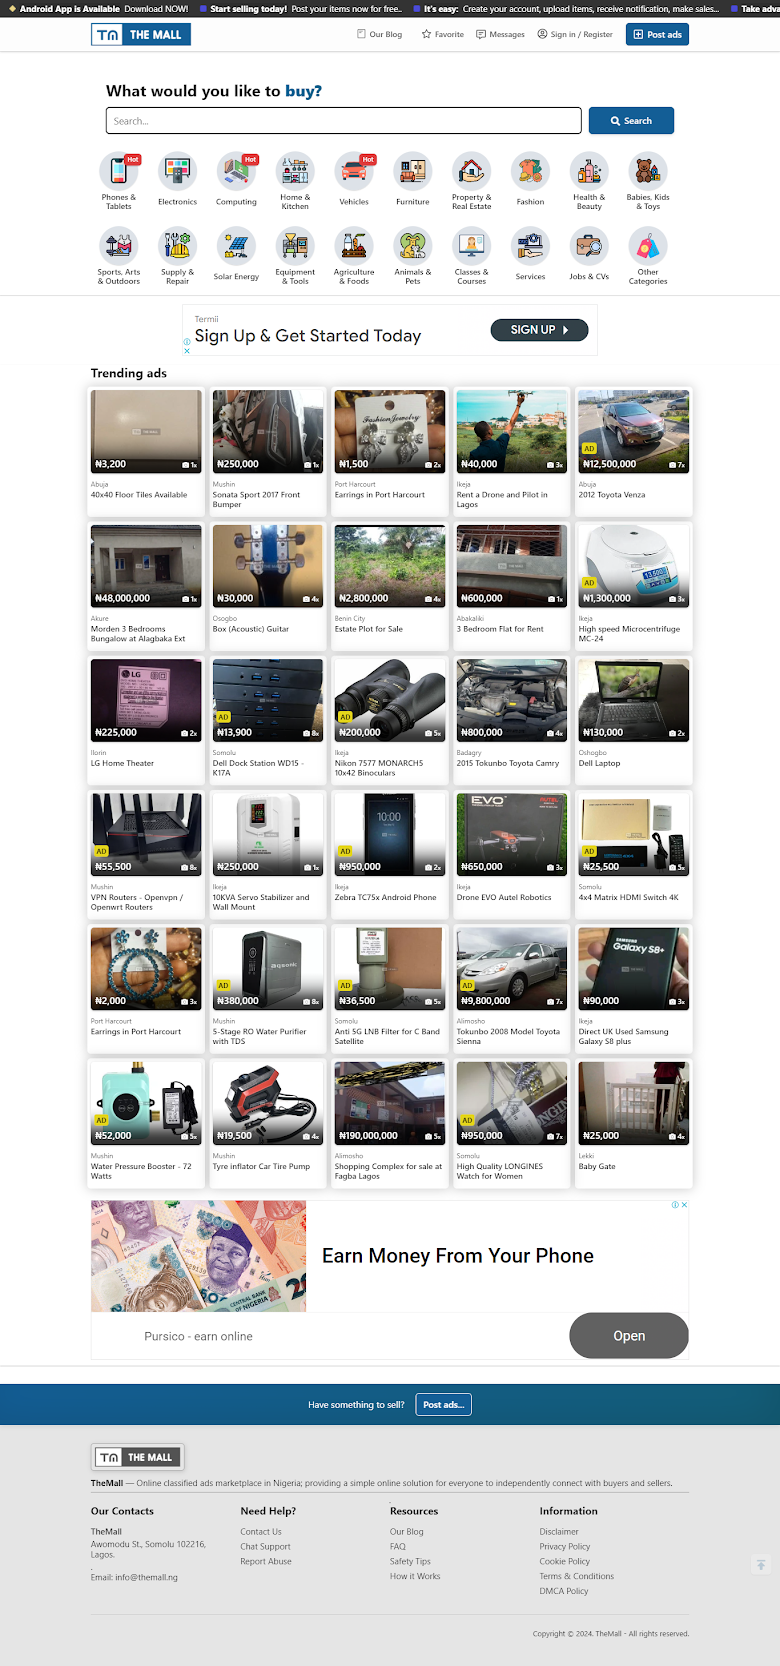 Android App is Available Download NOW!
Start selling today! Post your items now for free..
It's easy: Create your account, upload items, receive notification, make sales...
Take adva
THE MALL
Our Blog
Favorite
Messages
Sign in / Register
Post ads
What would you like to buy?
Search...
Search
Hot
Hot
Hot
Phones &
Tablets
Electronics
Computing
Home &
Kitchen
Vehicles
Furniture
Property &
Real Estate
Fashion
Health &
Beauty
Babies, Kids
& Toys
Sports, Arts
& Outdoors
Supply &
Repair
Solar Energy
Equipment
& Tools
Agriculture
& Foods
Animals &
Pets
Classes &
Courses
Services
Jobs & CVs
Other
Categories
Termii
Sign Up & Get Started Today
SIGN UP
Trending ads
₦3,200
1x
Abuja
40x40 Floor Tiles Available
₦250,000
1x
Mushin
Sonata Sport 2017 Front
Bumper
Fashion Jewelry
₦1,500
2x
Port Harcourt
Earrings in Port Harcourt
₦40,000
3x
Ikeja
Rent a Drone and Pilot in
Lagos
AD
₦12,500,000
7x
Abuja
2012 Toyota Venza
₦48,000,000
1x
Akure
Morden 3 Bedrooms
Bungalow at Alagbaka Ext
₦30,000
4x
Osogbo
Box (Acoustic) Guitar
₦2,800,000
4x
Benin City
Estate Plot for Sale
₦600,000
1x
Abakaliki
3 Bedroom Flat for Rent
AD
₦1,300,000
3x
Ikeja
High speed Microcentrifuge
MC-24
LG
₦225,000
2x
Ilorin
LG Home Theater
AD
₦13,900
8x
Somolu
Dell Dock Station WD15 -
K17A
AD
₦200,000
5x
Ikeja
Nikon 7577 MONARCH5
10x42 Binoculars
₦800,000
4x
Badagry
2015 Tokunbo Toyota Camry
₦130,000
2x
Oshogbo
Dell Laptop
AD
₦55,500
8x
Mushin
VPN Routers - Openvpn /
Openwrt Routers
₦250,000
1x
Ikeja
10KVA Servo Stabilizer and
Wall Mount
10:00
AD
₦950,000
2x
Ikeja
Zebra TC75x Android Phone
EVO
AUTEL
₦650,000
3x
Ikeja
Drone EVO Autel Robotics
AD
₦25,500
5x
Somolu
4x4 Matrix HDMI Switch 4K
₦2,000
3x
Port Harcourt
Earrings in Port Harcourt
AD
₦380,000
8x
Mushin
5-Stage RO Water Purifier
with TDS
AD
₦36,500
5x
Somolu
Anti 5G LNB Filter for C Band
Satellite
AD
₦9,800,000
7x
Alimosho
Tokunbo 2008 Model Toyota
Sienna
SAMSUNG
Galaxy S8+
₦90,000
3x
Ikeja
Direct UK Used Samsung
Galaxy S8 plus
AD
₦52,000
5x
Mushin
Water Pressure Booster - 72
Watts
₦19,500
4x
Mushin
Tyre inflator Car Tire Pump
₦190,000,000
5x
Alimosho
Shopping Complex for sale at
Fagba Lagos
AD
₦950,000
7x
Somolu
High Quality LONGINES
Watch for Women
₦25,000
4x
Lekki
Baby Gate
CENTRAL BANK
OF NIGERIA
Earn Money From Your Phone
Pursico - earn online
Open
Have something to sell?
Post ads...
THE MALL
TheMall — Online classified ads marketplace in Nigeria; providing a simple online solution for everyone to independently connect with buyers and sellers.
Our Contacts
TheMall
Awomodu St., Somolu 102216,
Lagos.
.
Email: info@themall.ng
Need Help?
Contact Us
Chat Support
Report Abuse
Resources
Our Blog
FAQ
Safety Tips
How it Works
Information
Disclaimer
Privacy Policy
Cookie Policy
Terms & Conditions
DMCA Policy
Copyright © 2024. TheMall - All rights reserved.